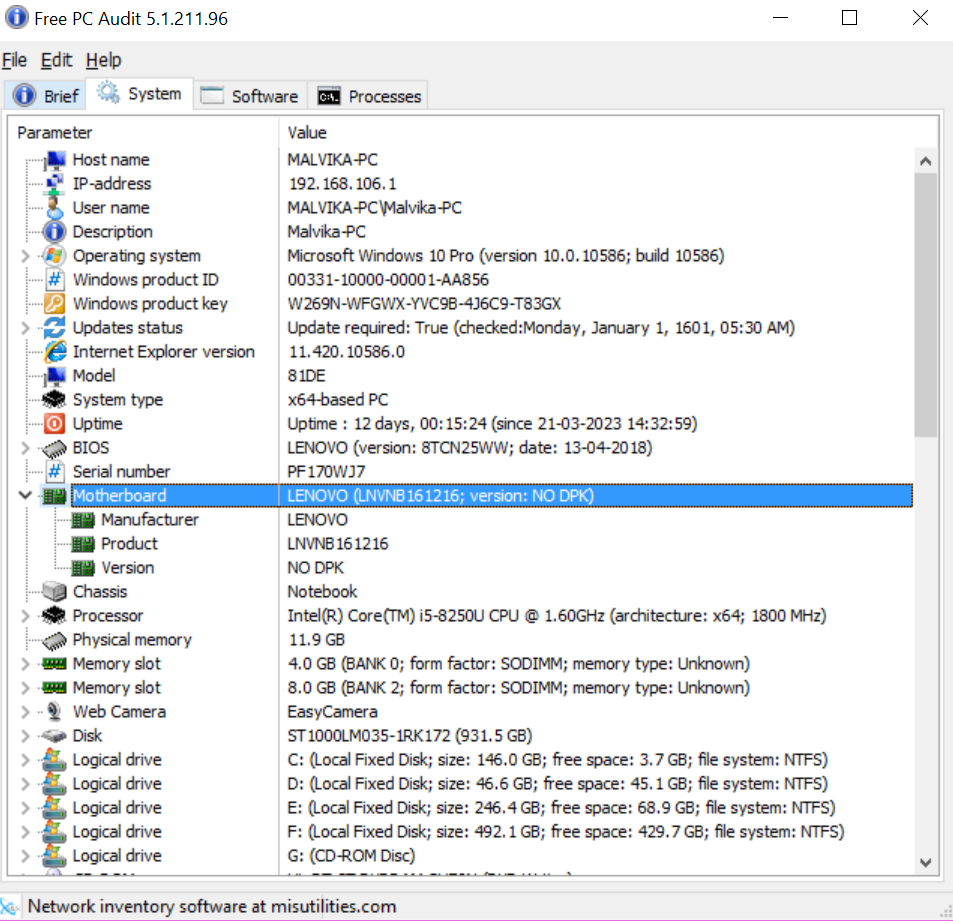 Free PC Audit 5.1.211.96
File Edit Help
Brief System Software Processes
Parameter Value
Host name MALVIKA-PC
IP-address 192.168.106.1
User name MALVIKA-PC\Malvika-PC
Description Malvika-PC
Operating system Microsoft Windows 10 Pro (version 10.0.10586; build 10586)
Windows product ID 00331-10000-00001-AA856
Windows product key W269N-WFGWX-YVC9B-4J6C9-T83GX
Updates status Update required: True (checked:Monday, January 1, 1601, 05:30 AM)
Internet Explorer version 11.420.10586.0
Model 81DE
System type x64-based PC
Uptime Uptime : 12 days, 00:15:24 (since 21-03-2023 14:32:59)
BIOS LENOVO (version: 8TCN25WW; date: 13-04-2018)
Serial number PF170WJ7
Motherboard LENOVO (LNVNB161216; version: NO DPK)
Manufacturer LENOVO
Product LNVNB161216
Version NO DPK
Chassis Notebook
Processor Intel(R) Core(TM) i5-8250U CPU @ 1.60GHz (architecture: x64; 1800 MHz)
Physical memory 11.9 GB
Memory slot 4.0 GB (BANK 0; form factor: SODIMM; memory type: Unknown)
Memory slot 8.0 GB (BANK 2; form factor: SODIMM; memory type: Unknown)
Web Camera EasyCamera
Disk ST1000LM035-1RK172 (931.5 GB)
Logical drive C: (Local Fixed Disk; size: 146.0 GB; free space: 3.7 GB; file system: NTFS)
Logical drive D: (Local Fixed Disk; size: 46.6 GB; free space: 45.1 GB; file system: NTFS)
Logical drive E: (Local Fixed Disk; size: 246.4 GB; free space: 68.9 GB; file system: NTFS)
Logical drive F: (Local Fixed Disk; size: 492.1 GB; free space: 429.7 GB; file system: NTFS)
Logical drive G: (CD-ROM Disc)
Network inventory software at misutilities.com